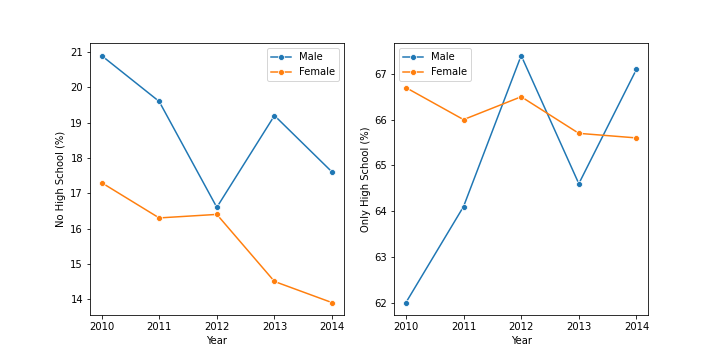 No High School (%)
21
20
19
18
17
16
15
14
Male
Female
2010 2011 2012 2013 2014
Year
Only High School (%)
67
66
65
64
63
62
Male
Female
2010 2011 2012 2013 2014
Year